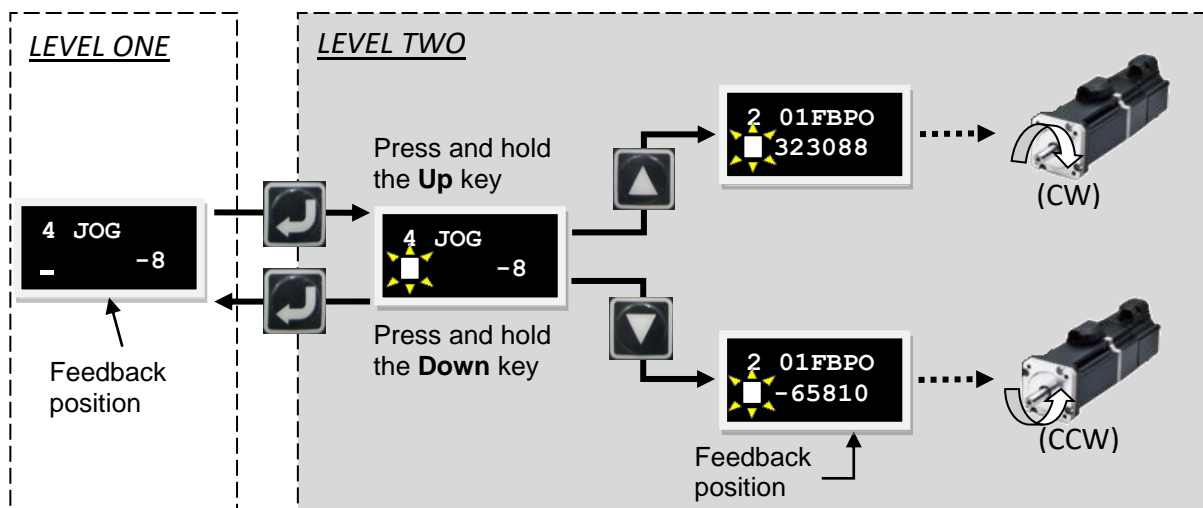 LEVEL ONE
4 JOG
-8
Feedback
position
LEVEL TWO
Press and hold
the Up key
4 JOG
-8
Press and hold
the Down key
2 01FBPO
323088
(CW)
2 01FBPO
-65810
(CCW)
Feedback
position